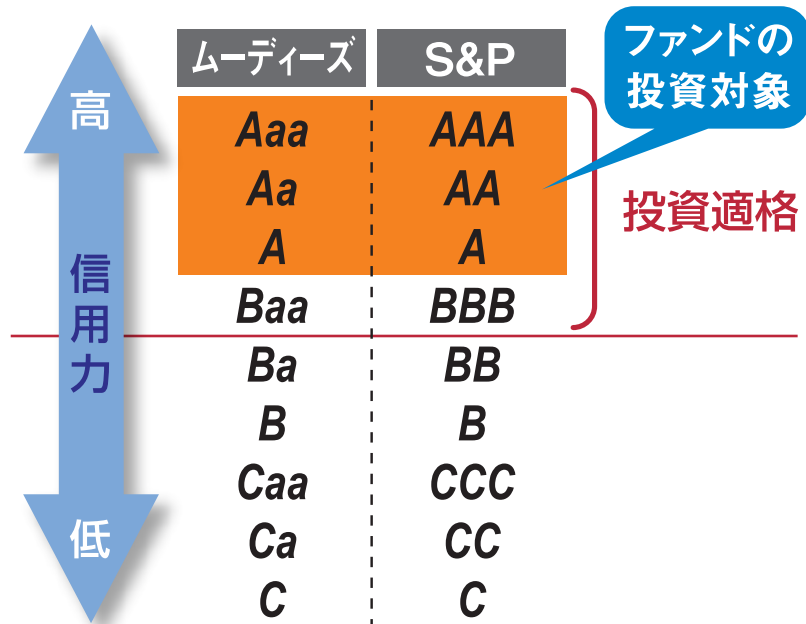 ムーディーズ S&P
ファンドの
投資対象
高
信用力
低
Aaa AAA
Aa AA
A A
Baa BBB
投資適格
Ba BB
B B
Caa CCC
Ca CC
C C